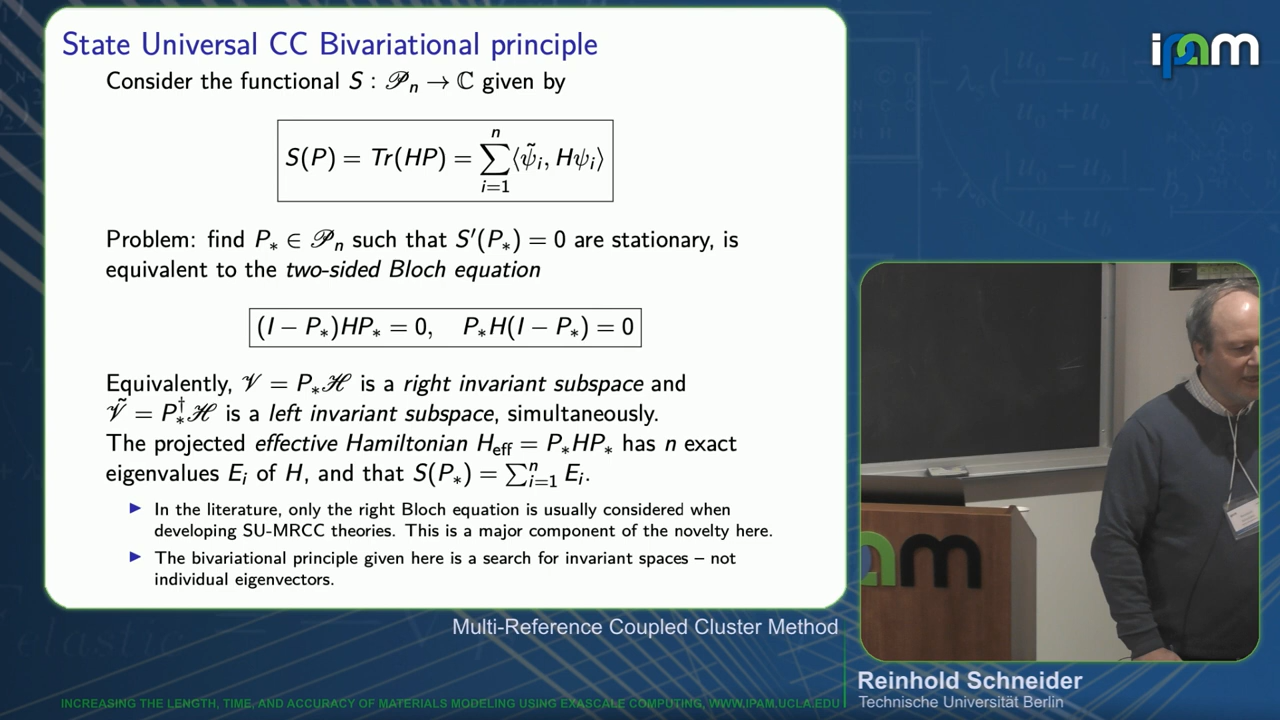 State Universal CC Bivariational principle
Consider the functional S : 𝒫ₙ → ℂ given by
S(P) = Tr(HP) = ∑ⁿᵢ₌₁⟨ψ̃ᵢ, Hψᵢ⟩
Problem: find P∗ ∈ 𝒫ₙ such that S′(P∗) = 0 are stationary, is
equivalent to the two-sided Bloch equation
(I − P∗)HP∗ = 0, P∗H(I − P∗) = 0
Equivalently, 𝒱 = P∗ℋ is a right invariant subspace and
𝒱̃ = P∗†ℋ is a left invariant subspace, simultaneously.
The projected effective Hamiltonian H_eff = P∗HP∗ has n exact
eigenvalues Eᵢ of H, and that S(P∗) = ∑ⁿᵢ₌₁ Eᵢ.
▶ In the literature, only the right Bloch equation is usually considered when
developing SU-MRCC theories. This is a major component of the novelty here.
▶ The bivariational principle given here is a search for invariant spaces – not
individual eigenvectors.
ipam
am
Multi-Reference Coupled Cluster Method
Reinhold Schneider
Technische Universität Berlin
INCREASING THE LENGTH, TIME, AND ACCURACY OF MATERIALS MODELING USING EXASCALE COMPUTING, WWW.IPAM.UCLA.EDU